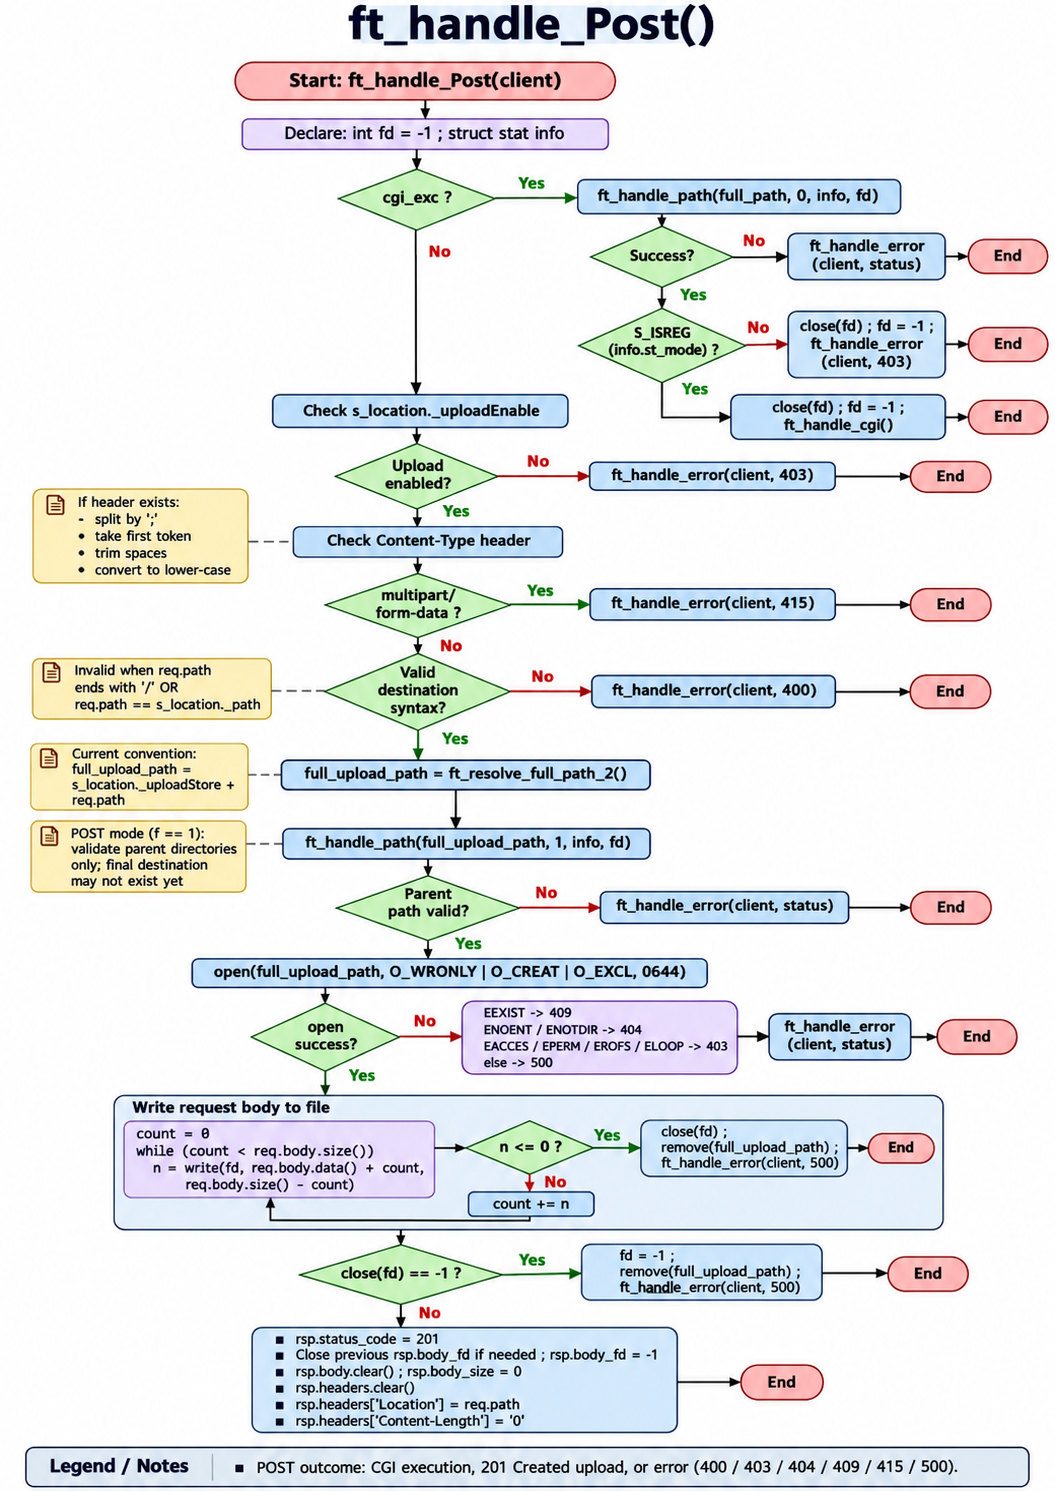 ft_handle_Post()
Start: ft_handle_Post(client)
Declare: int fd = -1 ; struct stat info
cgi_exc ?
Yes
ft_handle_path(full_path, 0, info, fd)
No
Success?
No
ft_handle_error
(client, status)
End
Yes
S_ISREG
(info.st_mode) ?
No
close(fd) ; fd = -1 ;
ft_handle_error
(client, 403)
End
Yes
close(fd) ; fd = -1 ;
ft_handle_cgi()
End
Check s_location._uploadEnable
Upload
enabled?
No
ft_handle_error(client, 403)
End
Yes
If header exists:
- split by ';'
• take first token
• trim spaces
• convert to lower-case
Check Content-Type header
multipart/
form-data ?
Yes
ft_handle_error(client, 415)
End
No
Invalid when req.path
ends with '/' OR
req.path == s_location._path
Valid
destination
syntax?
No
ft_handle_error(client, 400)
End
Yes
Current convention:
full_upload_path =
s_location._uploadStore +
req.path
full_upload_path = ft_resolve_full_path_2()
POST mode (f == 1):
validate parent directories
only; final destination
may not exist yet
ft_handle_path(full_upload_path, 1, info, fd)
Parent
path valid?
No
ft_handle_error(client, status)
End
Yes
open(full_upload_path, O_WRONLY | O_CREAT | O_EXCL, 0644)
open
success?
No
EEXIST -> 409
ENOENT / ENOTDIR -> 404
EACCES / EPERM / EROFS / ELOOP -> 403
else -> 500
ft_handle_error
(client, status)
End
Yes
Write request body to file
count = 0
while (count < req.body.size())
n = write(fd, req.body.data() + count,
req.body.size() - count)
n <= 0 ?
Yes
close(fd) ;
remove(full_upload_path) ;
ft_handle_error(client, 500)
End
No
count += n
close(fd) == -1 ?
Yes
fd = -1 ;
remove(full_upload_path) ;
ft_handle_error(client, 500)
End
No
▪ rsp.status_code = 201
▪ Close previous rsp.body_fd if needed ; rsp.body_fd = -1
▪ rsp.body.clear() ; rsp.body_size = 0
▪ rsp.headers.clear()
▪ rsp.headers['Location'] = req.path
▪ rsp.headers['Content-Length'] = '0'
End
Legend / Notes
▪ POST outcome: CGI execution, 201 Created upload, or error (400 / 403 / 404 / 409 / 415 / 500).